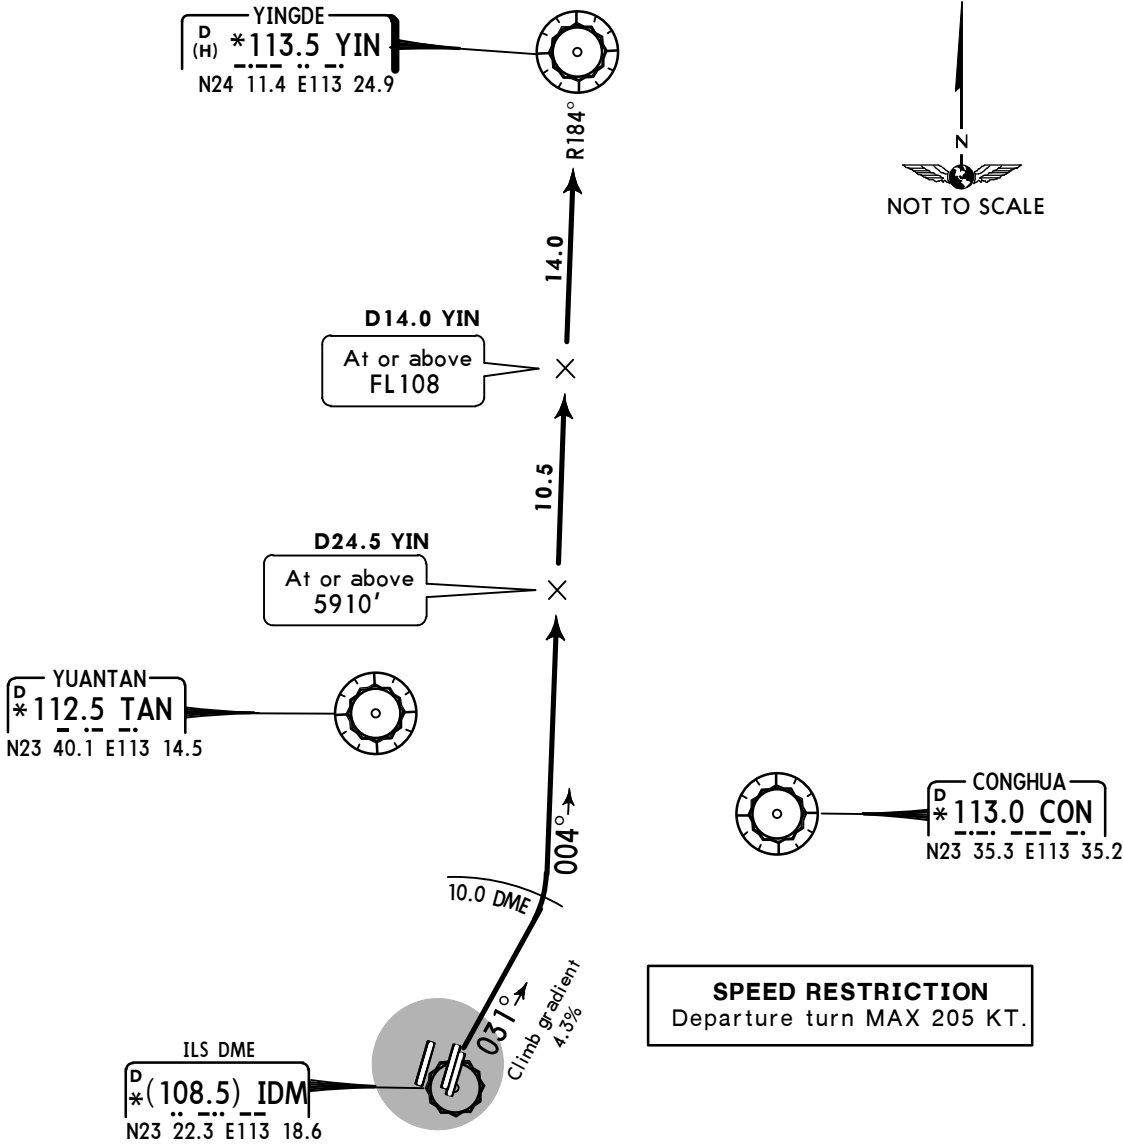 YINGDE
D
(H) *113.5 YIN
N24 11.4 E113 24.9
R184°
N
NOT TO SCALE
14.0
D14.0 YIN
At or above
FL108
10.5
D24.5 YIN
At or above
5910'
YUANTAN
D
*112.5 TAN
N23 40.1 E113 14.5
CONGHUA
D
*113.0 CON
N23 35.3 E113 35.2
004°
10.0 DME
031°
Climb gradient
4.3%
SPEED RESTRICTION
Departure turn MAX 205 KT.
ILS DME
D
*(108.5) IDM
N23 22.3 E113 18.6